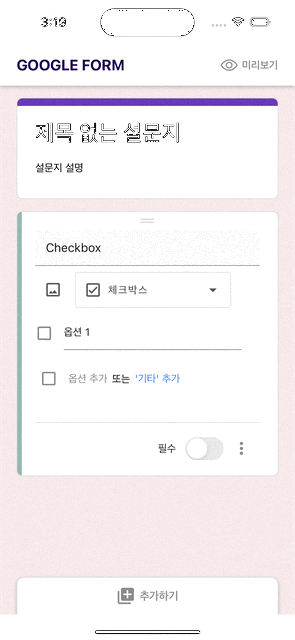 3:19
GOOGLE FORM
미리보기
제목 없는 설문지
설문지 설명
Checkbox
체크박스
옵션 1
옵션 추가 또는 '기타' 추가
필수
추가하기